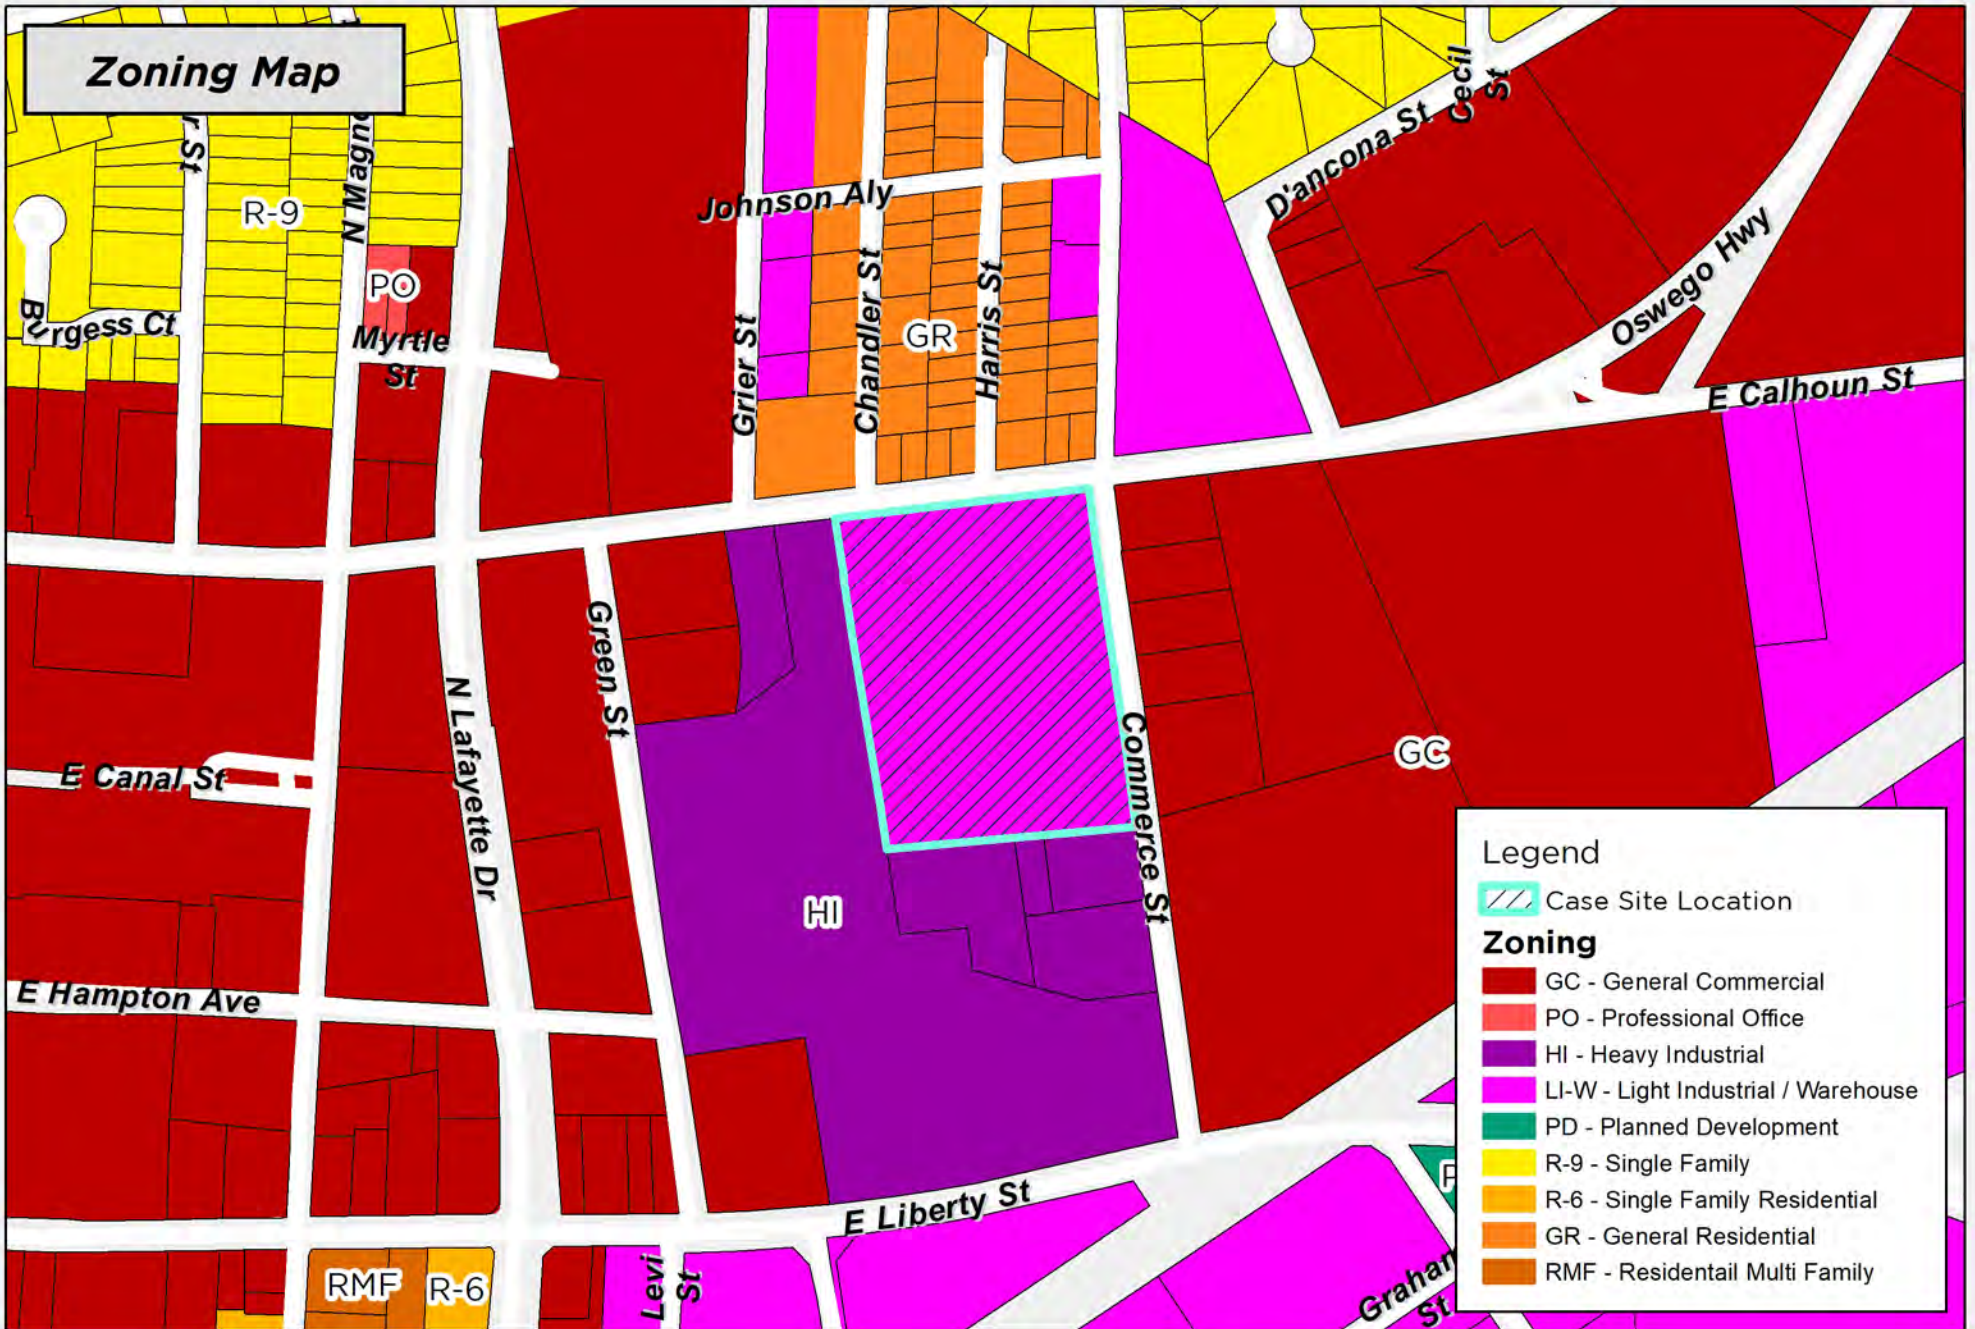 Zoning Map
r St
N Magno
Cecil
St
D'ancona St
Johnson Aly
R-9
Oswego Hwy
PO
Burgess Ct
Myrtle
St
Grier St
Chandler St
GR
Harris St
E Calhoun St
Green St
N Lafayette Dr
Commerce St
GC
E Canal St
HI
E Hampton Ave
E Liberty St
RMF
R-6
Levi
St
Graham
St
P
Legend
Case Site Location
Zoning
GC - General Commercial
PO - Professional Office
HI - Heavy Industrial
LI-W - Light Industrial / Warehouse
PD - Planned Development
R-9 - Single Family
R-6 - Single Family Residential
GR - General Residential
RMF - Residentail Multi Family